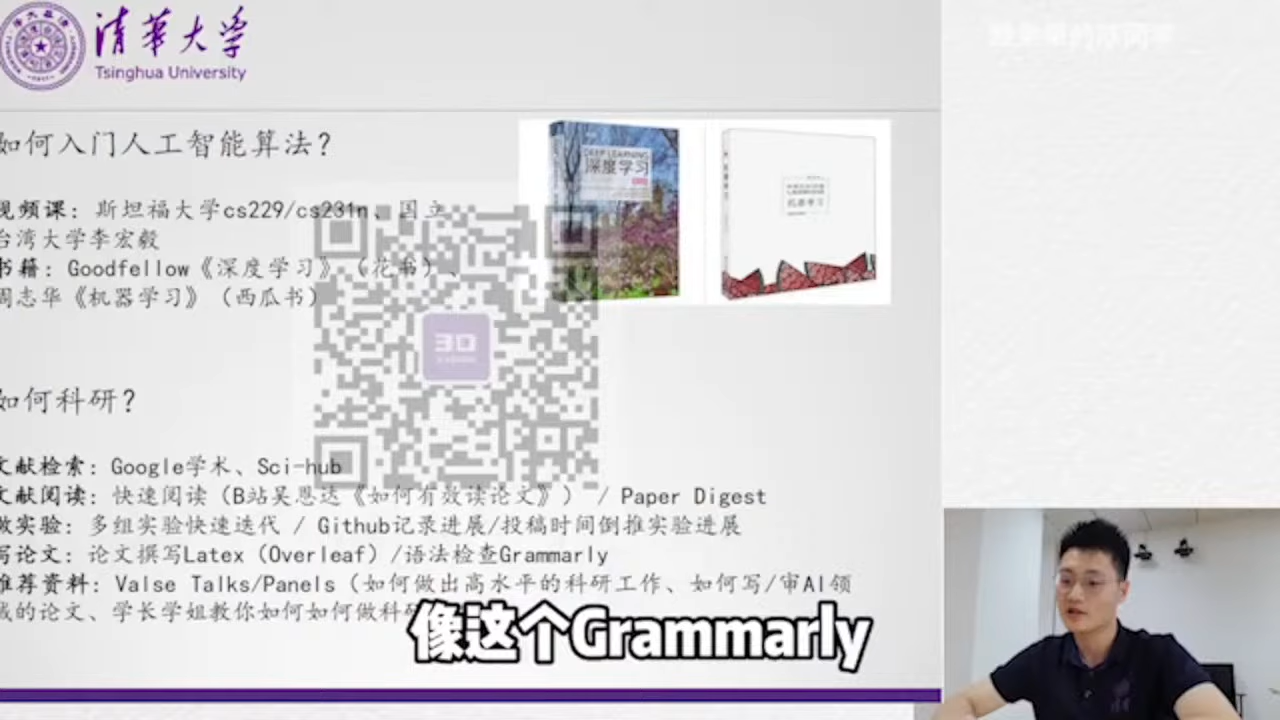 清华大学
Tsinghua University
如何入门人工智能算法？
视频课：斯坦福大学cs229/cs231n、国立
台湾大学李宏毅
书籍：Goodfellow《深度学习》（花书）、
周志华《机器学习》（西瓜书）
DEEP LEARNING
深度学习
机器学习
3D
如何科研？
文献检索：Google学术、Sci-hub
文献阅读：快速阅读（B站吴恩达《如何有效读论文》） / Paper Digest
做实验：多组实验快速迭代 / Github记录进展/投稿时间倒推实验进展
写论文：论文撰写Latex（Overleaf）/语法检查Grammarly
推荐资料：Valse Talks/Panels（如何做出高水平的科研工作、如何写/审AI领
域的论文、学长学姐教你如何如何做科研
像这个Grammarly